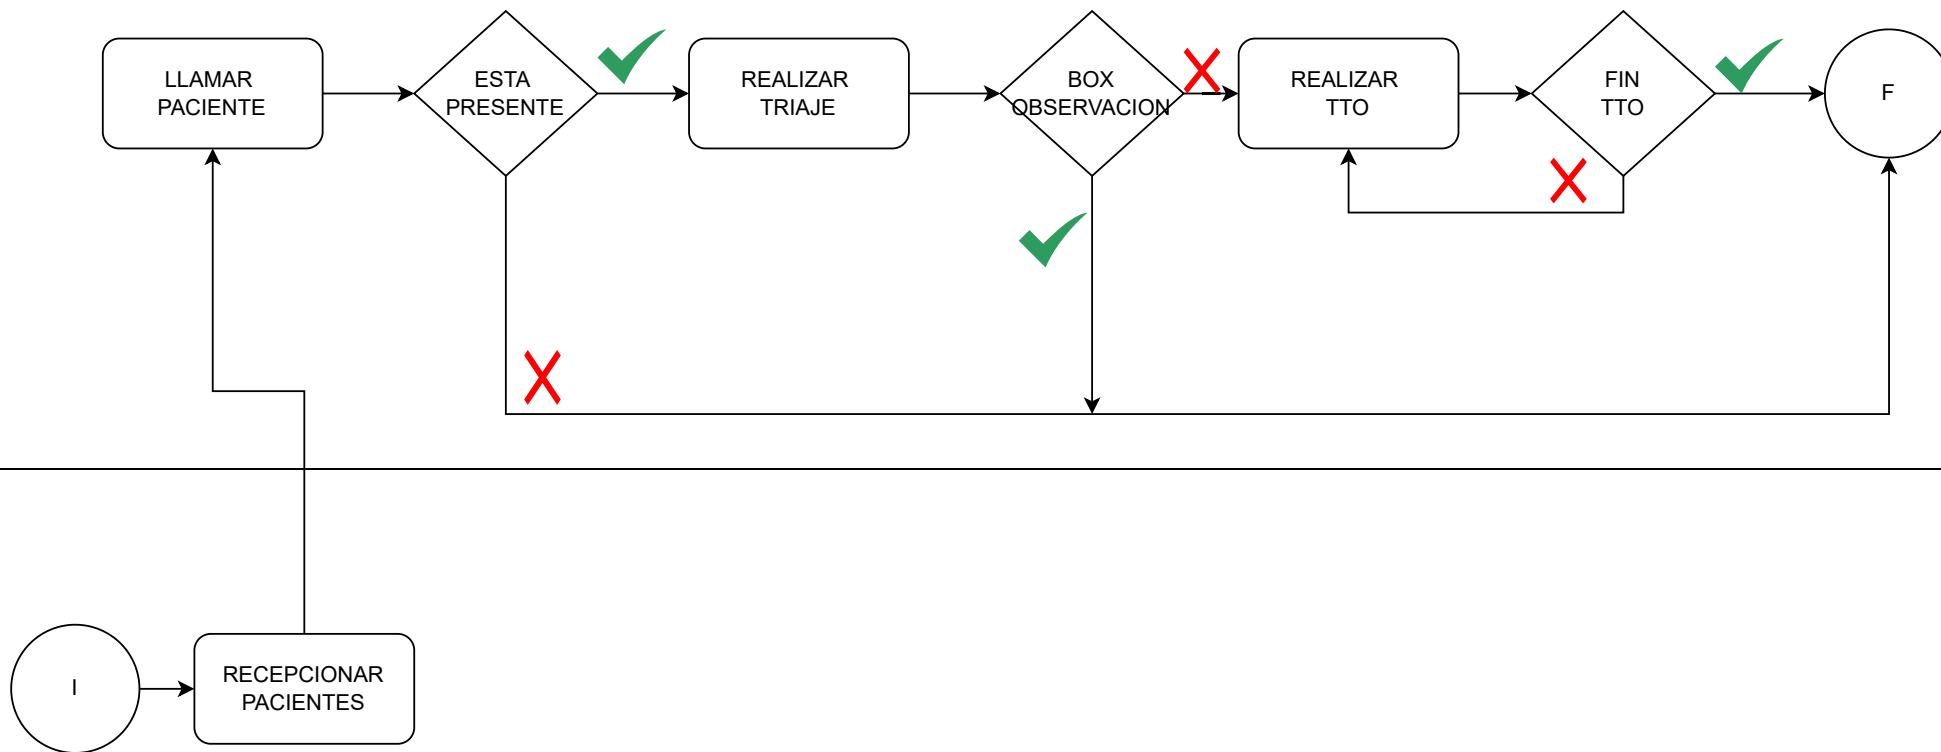 LLAMAR
PACIENTE
ESTA
PRESENTE
REALIZAR
TRIAJE
BOX
OBSERVACION
REALIZAR
TTO
FIN
TTO
F
I
RECEPCIONAR
PACIENTES